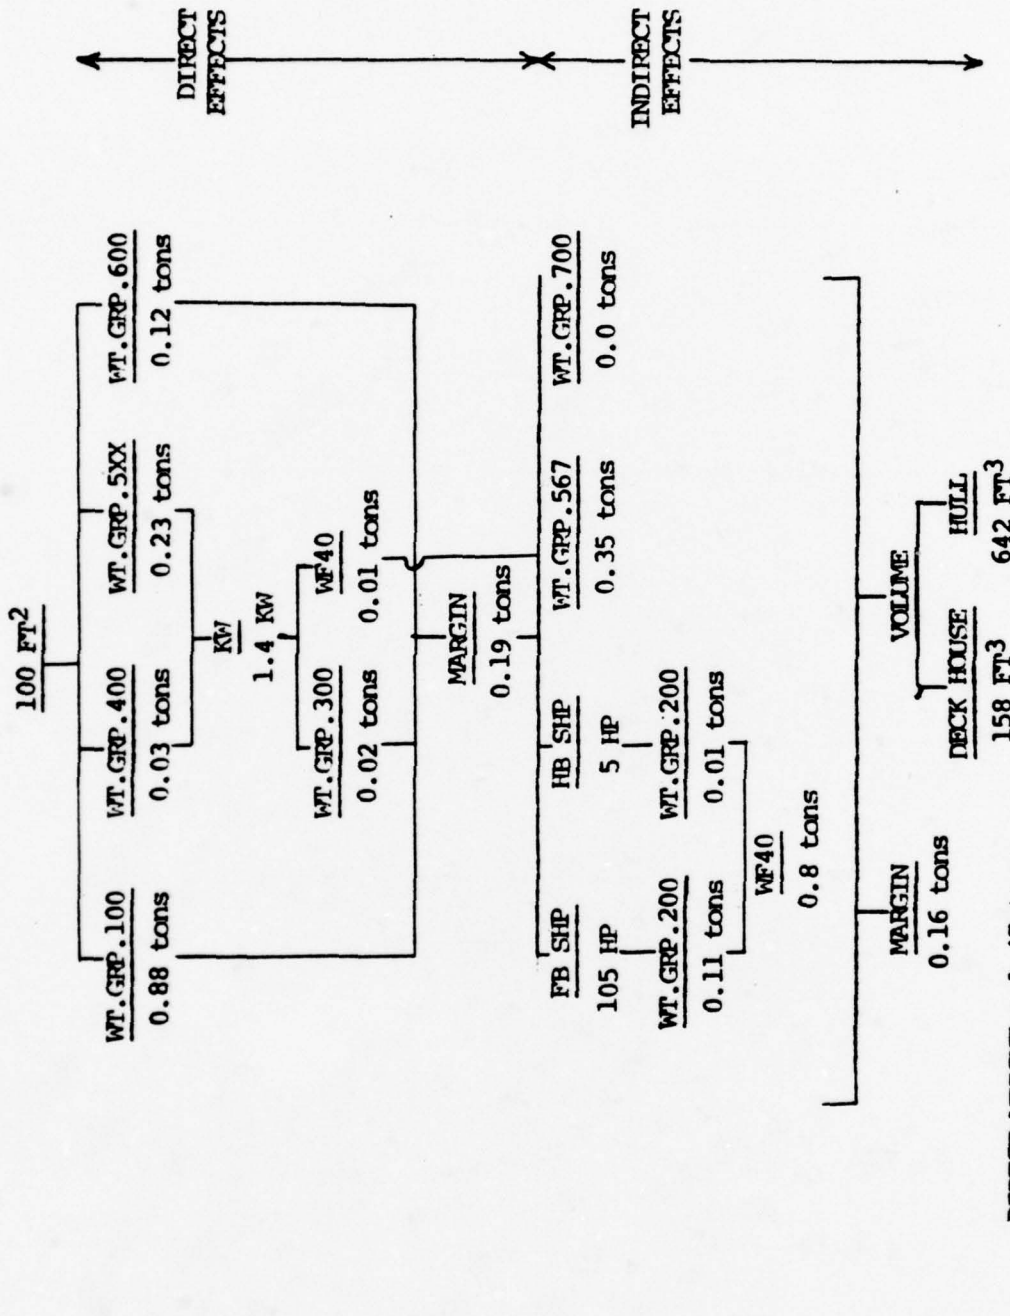 100 FT²
DIRECT
EFFECTS
WT.GRP.100
0.88 tons
WT.GRP.400
0.03 tons
WT.GRP.5XX
0.23 tons
WT.GRP.600
0.12 tons
KW
1.4 KW
WT.GRP.300
0.02 tons
WF40
0.01 tons
MARGIN
0.19 tons
INDIRECT
EFFECTS
FB SHP
105 HP
HB SHP
5 HP
WT.GRP.567
0.35 tons
WT.GRP.700
0.0 tons
WT.GRP.200
0.11 tons
WT.GRP.200
0.01 tons
WF40
0.8 tons
MARGIN
0.16 tons
VOLUME
DECK HOUSE
158 FT³
HULL
642 FT³